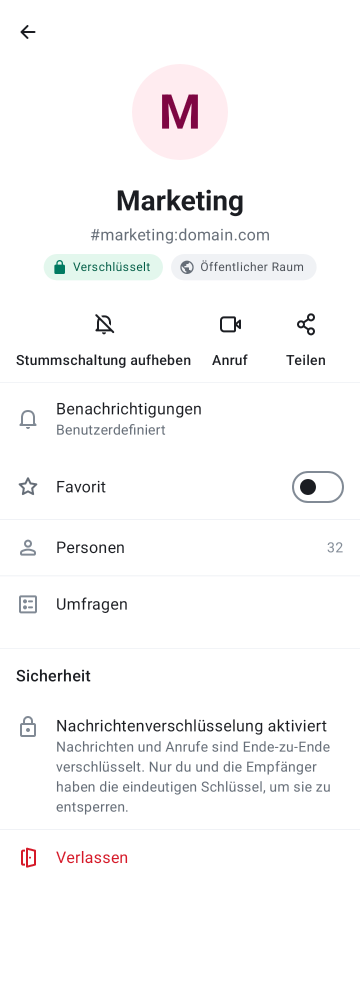 M
Marketing
#marketing:domain.com
Verschlüsselt
Öffentlicher Raum
Stummschaltung aufheben
Anruf
Teilen
Benachrichtigungen
Benutzerdefiniert
Favorit
Personen
32
Umfragen
Sicherheit
Nachrichtenverschlüsselung aktiviert
Nachrichten und Anrufe sind Ende-zu-Ende
verschlüsselt. Nur du und die Empfänger
haben die eindeutigen Schlüssel, um sie zu
entsperren.
Verlassen